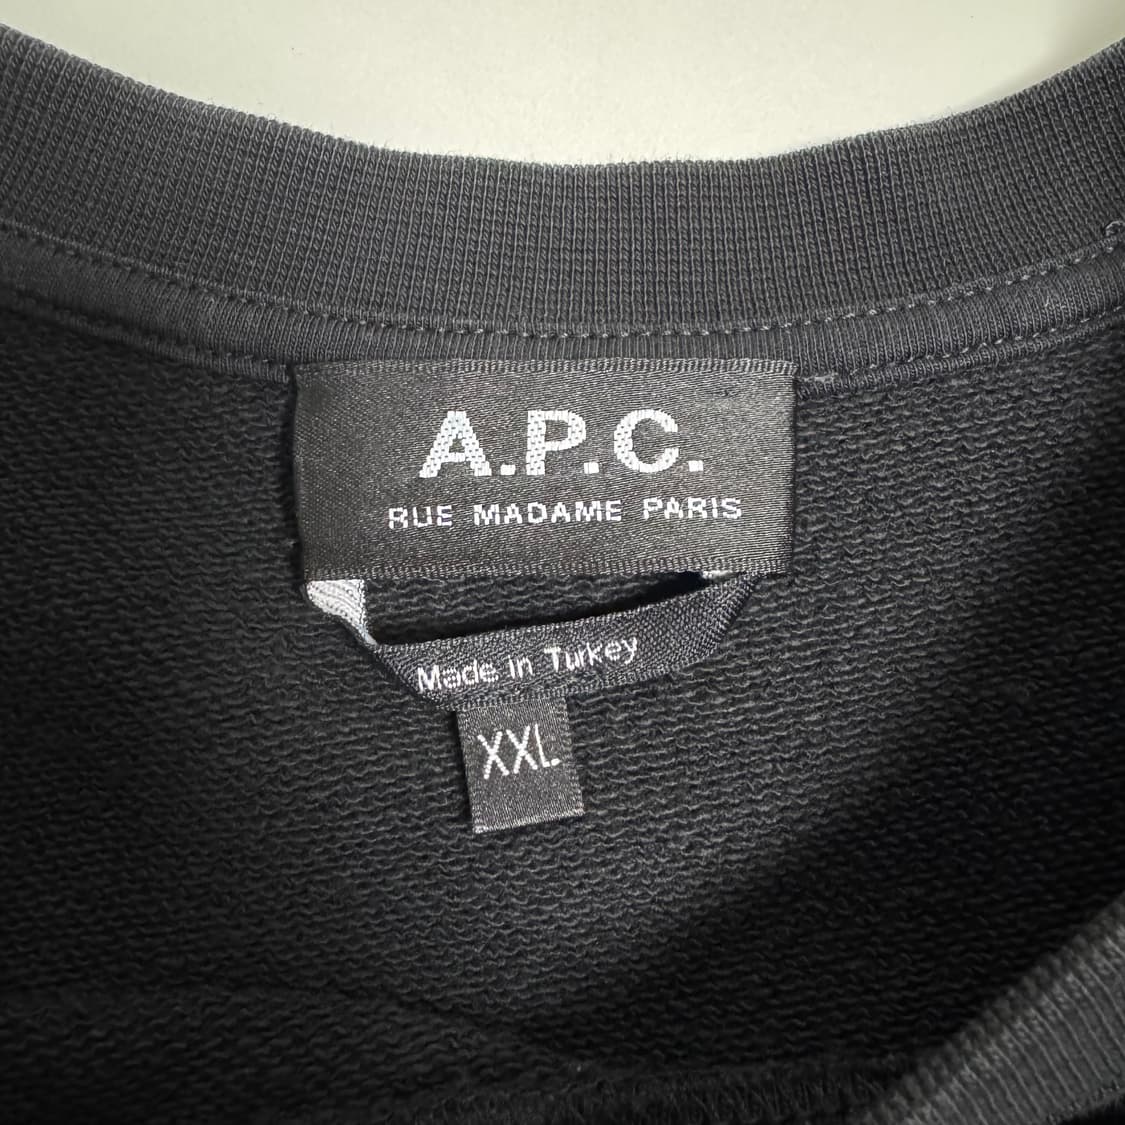 A.P.C.
RUE MADAME PARIS
Made in Turkey
XXL